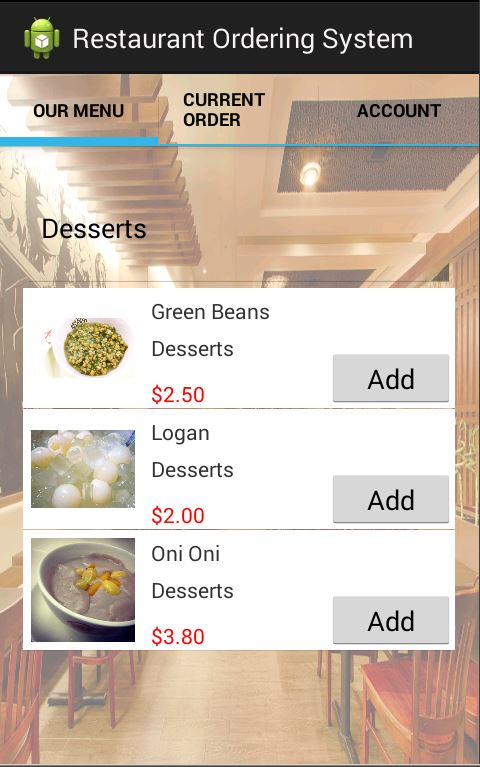 Restaurant Ordering System
OUR MENU
CURRENT
ORDER
ACCOUNT
Desserts
Green Beans
Desserts
$2.50
Add
Logan
Desserts
$2.00
Add
Oni Oni
Desserts
$3.80
Add